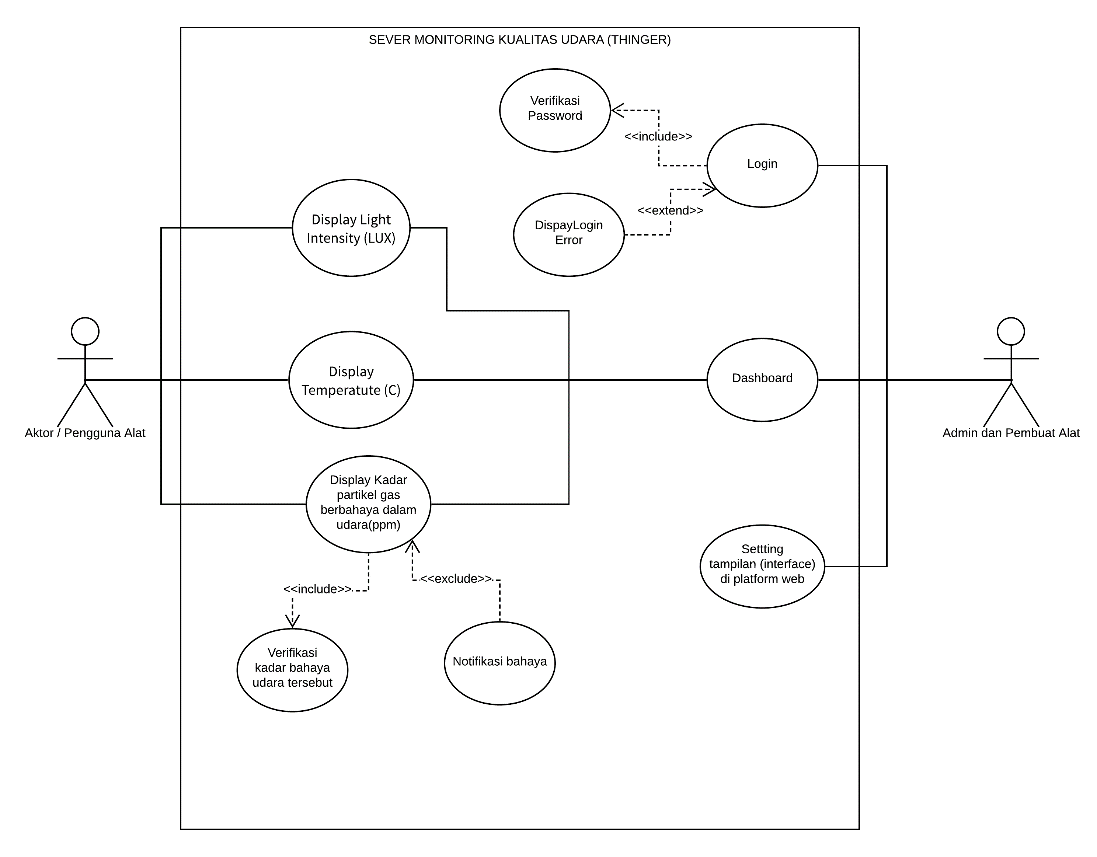 SEVER MONITORING KUALITAS UDARA (THINGER)
Verifikasi
Password
<<include>>
Login
<<extend>>
DispayLogin
Error
Display Light
Intensity (LUX)
Display
Temperatute (C)
Dashboard
Aktor / Pengguna Alat
Admin dan Pembuat Alat
Display Kadar
partikel gas
berbahaya dalam
udara(ppm)
Settting
tampilan (interface)
di platform web
<<include>>
<<exclude>>
Verifikasi
kadar bahaya
udara tersebut
Notifikasi bahaya